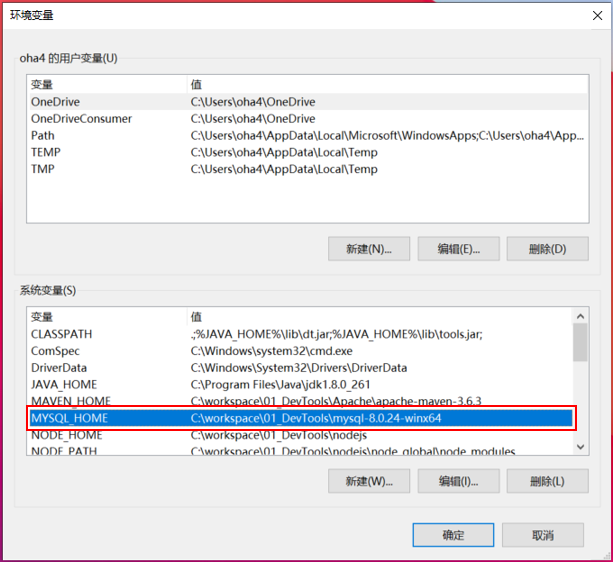 环境变量
oha4 的用户变量(U)
变量 值
OneDrive C:\Users\oha4\OneDrive
OneDriveConsumer C:\Users\oha4\OneDrive
Path C:\Users\oha4\AppData\Local\Microsoft\WindowsApps;C:\Users\oha4\App...
TEMP C:\Users\oha4\AppData\Local\Temp
TMP C:\Users\oha4\AppData\Local\Temp
新建(N)... 编辑(E)... 删除(D)
系统变量(S)
变量 值
CLASSPATH .;%JAVA_HOME%\lib\dt.jar;%JAVA_HOME%\lib\tools.jar;
ComSpec C:\Windows\system32\cmd.exe
DriverData C:\Windows\System32\Drivers\DriverData
JAVA_HOME C:\Program Files\Java\jdk1.8.0_261
MAVEN_HOME C:\workspace\01_DevTools\Apache\apache-maven-3.6.3
MYSQL_HOME C:\workspace\01_DevTools\mysql-8.0.24-winx64
NODE_HOME C:\workspace\01_DevTools\nodejs
NODE_PATH C:\workspace\01_DevTools\nodejs\node_global\node_modules
新建(W)... 编辑(I)... 删除(L)
确定 取消